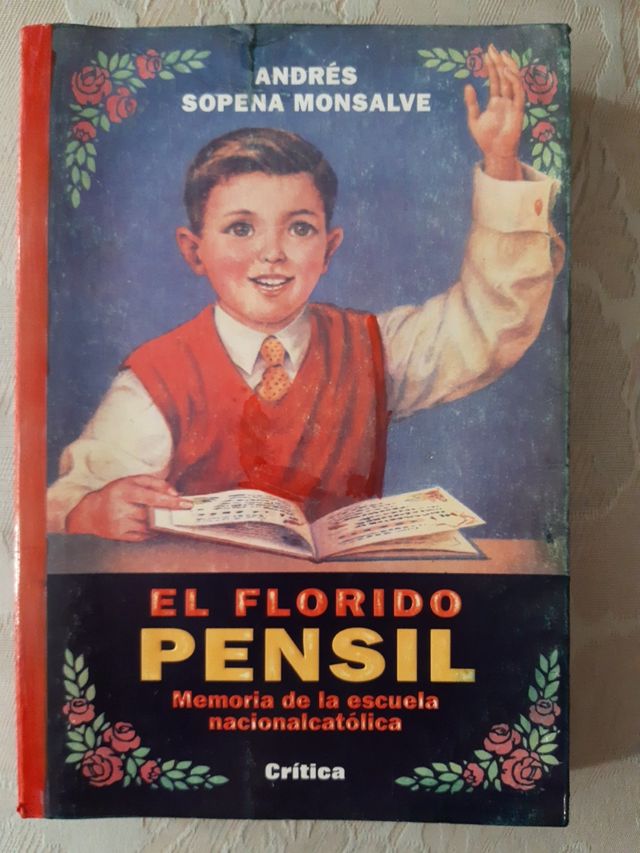 ANDRÉS
SOPENA MONSALVE
EL FLORIDO
PENSIL
Memoria de la escuela
nacionalcatólica
Crítica